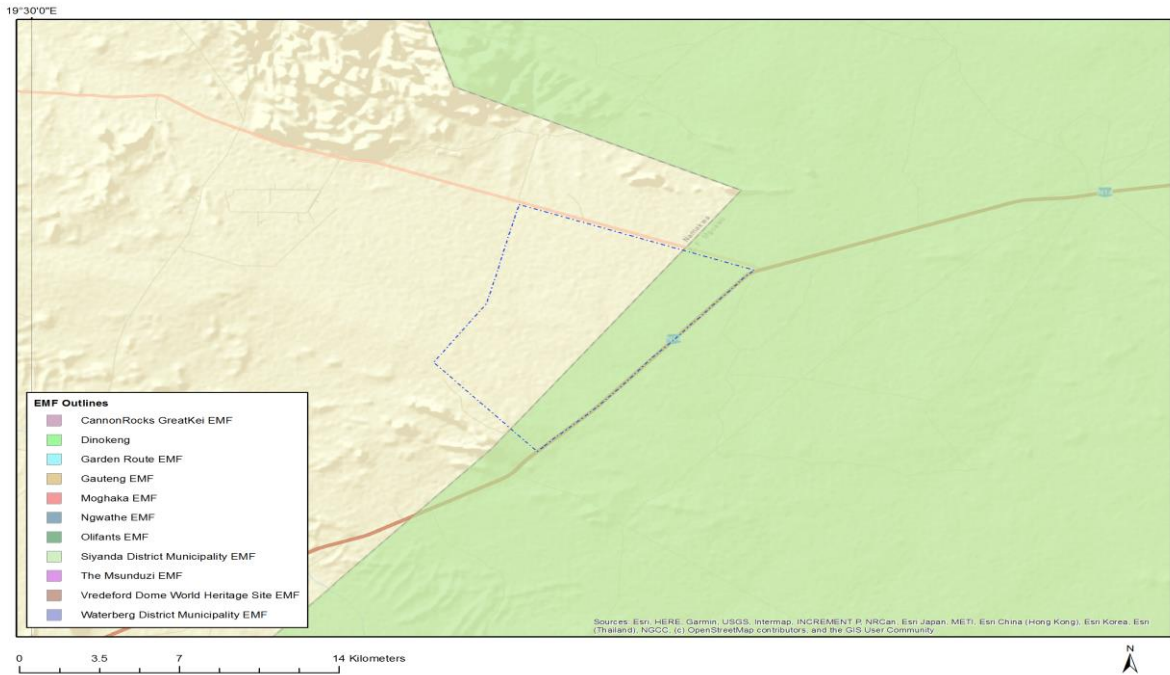 19°30'0"E
Namakwa
EMF Outlines
CannonRocks GreatKei EMF
Dinokeng
Garden Route EMF
Gauteng EMF
Moghaka EMF
Ngwathe EMF
Olifants EMF
Siyanda District Municipality EMF
The Msunduzi EMF
Vredeford Dome World Heritage Site EMF
Waterberg District Municipality EMF
Sources: Esri, HERE, Garmin, USGS, Intermap, INCREMENT P, NRCan, Esri Japan, METI, Esri China (Hong Kong), Esri Korea, Esri
(Thailand), NGCC, (c) OpenStreetMap contributors, and the GIS User Community
0 3.5 7 14 Kilometers
N